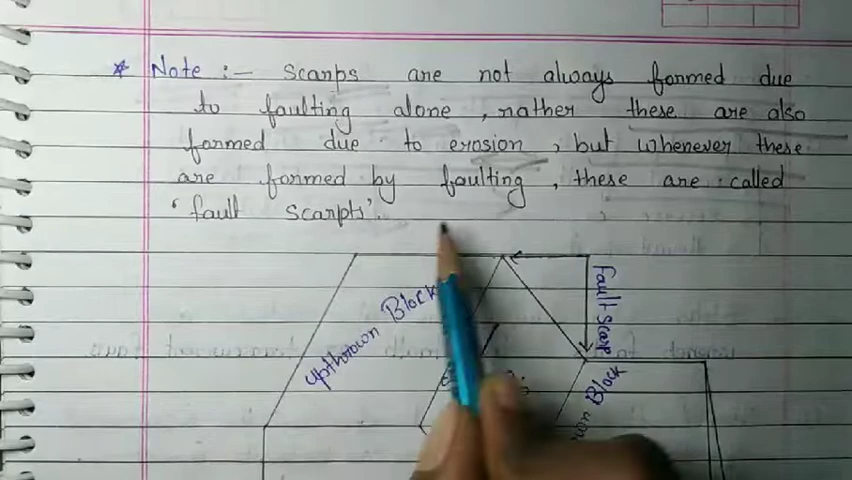 * Note :- Scarps are not always formed due
to faulting alone, rather these are also
formed due to erosion, but whenever these
are formed by faulting, these are called
'fault scarpts'.
Fault scarp
upthrown Block
Block